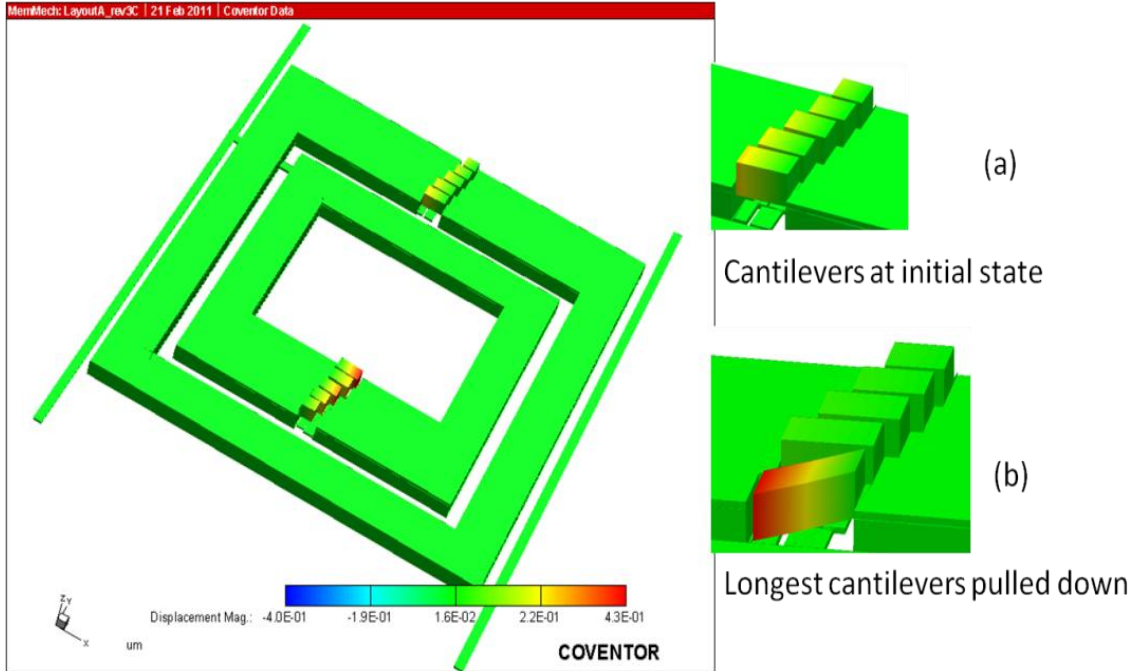 MemMech: LayoutA_rev3C | 21 Feb 2011 | Coventor Data
(a)
Cantilevers at initial state
(b)
Longest cantilevers pulled down
Z Y
X
um
Displacement Mag.: -4.0E-01 -1.9E-01 1.6E-02 2.2E-01 4.3E-01
COVENTOR